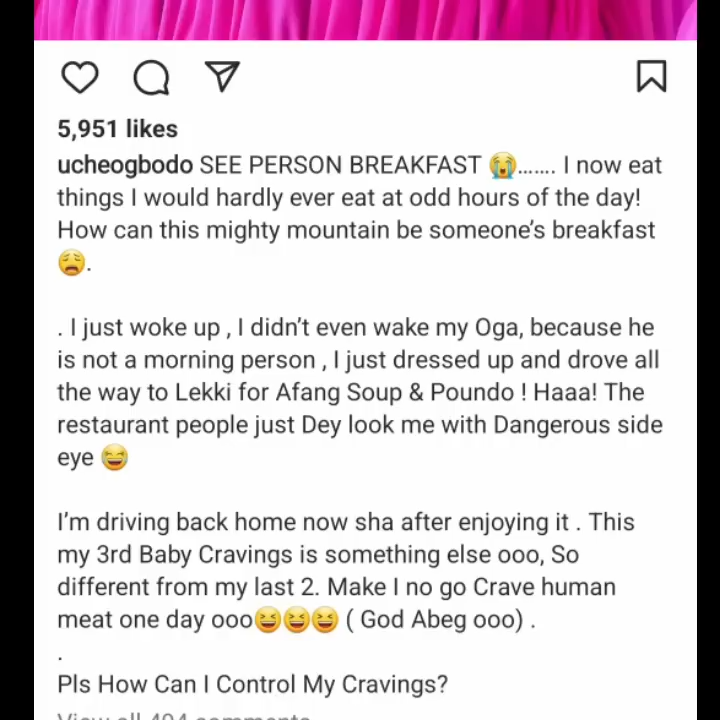 5,951 likes
ucheogbodo SEE PERSON BREAKFAST 😭....... I now eat
things I would hardly ever eat at odd hours of the day!
How can this mighty mountain be someone's breakfast
😩.
. I just woke up , I didn't even wake my Oga, because he
is not a morning person , I just dressed up and drove all
the way to Lekki for Afang Soup & Poundo ! Haaa! The
restaurant people just Dey look me with Dangerous side
eye 😅
I'm driving back home now sha after enjoying it . This
my 3rd Baby Cravings is something else ooo, So
different from my last 2. Make I no go Crave human
meat one day ooo😆😆😆 ( God Abeg ooo) .
.
Pls How Can I Control My Cravings?
View all 494 comments